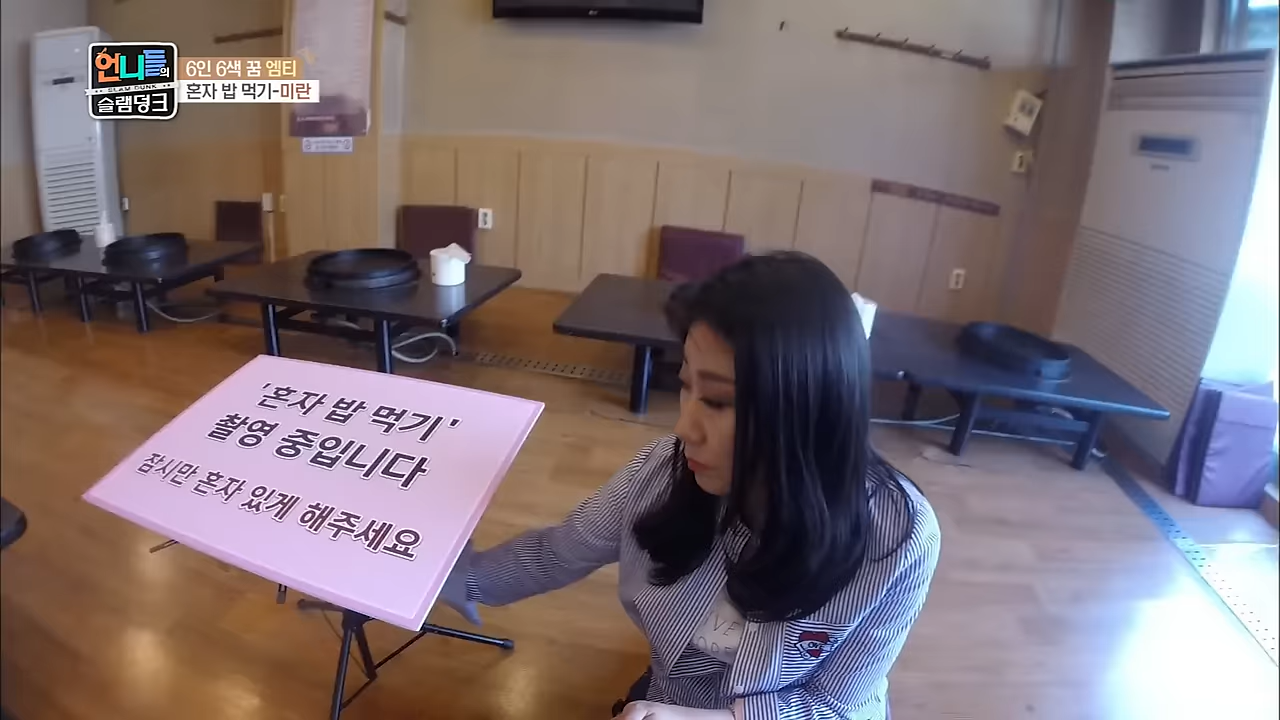 언니들의
SLAM DUNK
슬램덩크
6인 6색 꿈 엠티
혼자 밥 먹기-미란
'혼자 밥 먹기'
촬영 중입니다
잠시만 혼자 있게 해주세요